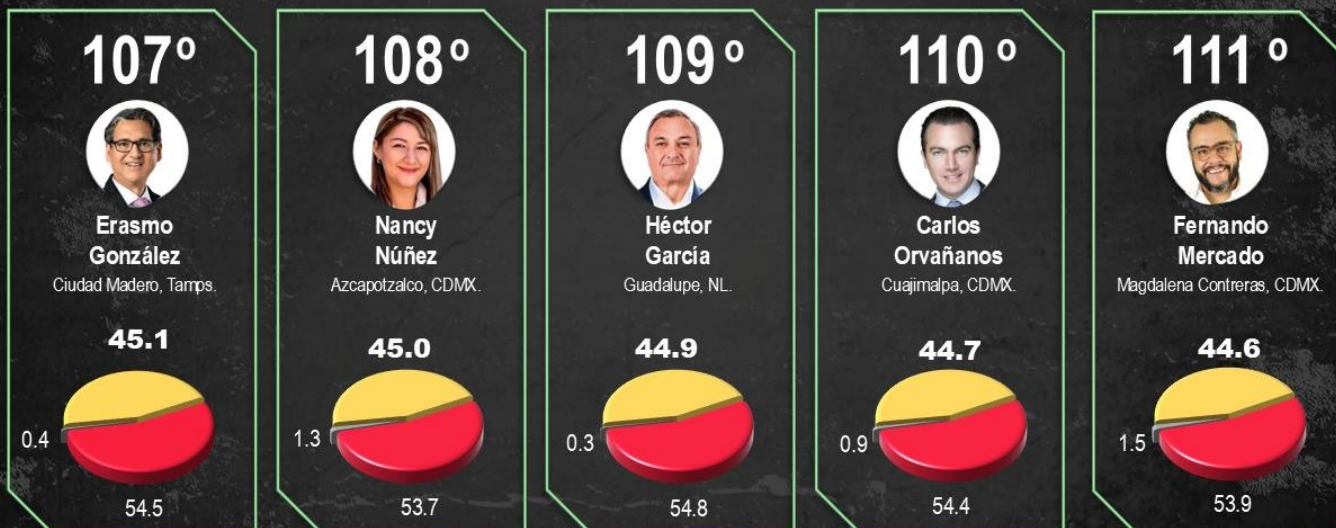 107º
Erasmo
González
Ciudad Madero, Tamps.
45.1
0.4
54.5
108º
Nancy
Núñez
Azcapotzalco, CDMX.
45.0
1.3
53.7
109º
Héctor
García
Guadalupe, NL.
44.9
0.3
54.8
110º
Carlos
Orvañanos
Cuajimalpa, CDMX.
44.7
0.9
54.4
111º
Fernando
Mercado
Magdalena Contreras, CDMX.
44.6
1.5
53.9